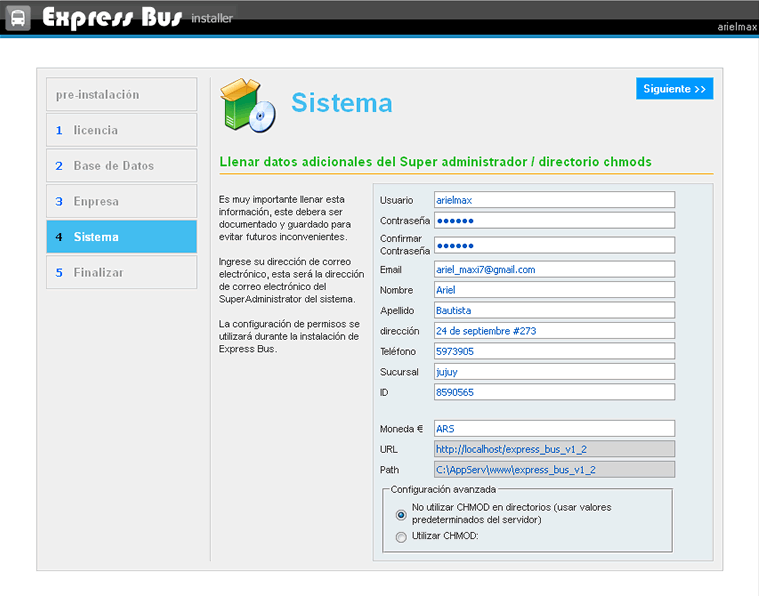 Express Bus installer
arielmax
pre-instalación
1 licencia
2 Base de Datos
3 Enpresa
4 Sistema
5 Finalizar
Sistema
Siguiente >>
Llenar datos adicionales del Super administrador / directorio chmods
Es muy importante llenar esta
información, este debera ser
documentado y guardado para
evitar futuros inconvenientes.
Ingrese su dirección de correo
electrónico, esta será la dirección
de correo electrónico del
SuperAdministrator del sistema.
La configuración de permisos se
utilizará durante la instalación de
Express Bus.
Usuario arielmax
Contraseña ••••••
Confirmar
Contraseña ••••••
Email ariel_maxi7@gmail.com
Nombre Ariel
Apellido Bautista
dirección 24 de septiembre #273
Teléfono 5973905
Sucursal jujuy
ID 8590565
Moneda € ARS
URL http://localhost/express_bus_v1_2
Path C:\AppServ\www\express_bus_v1_2
Configuración avanzada
No utilizar CHMOD en directorios (usar valores
predeterminados del servidor)
Utilizar CHMOD: